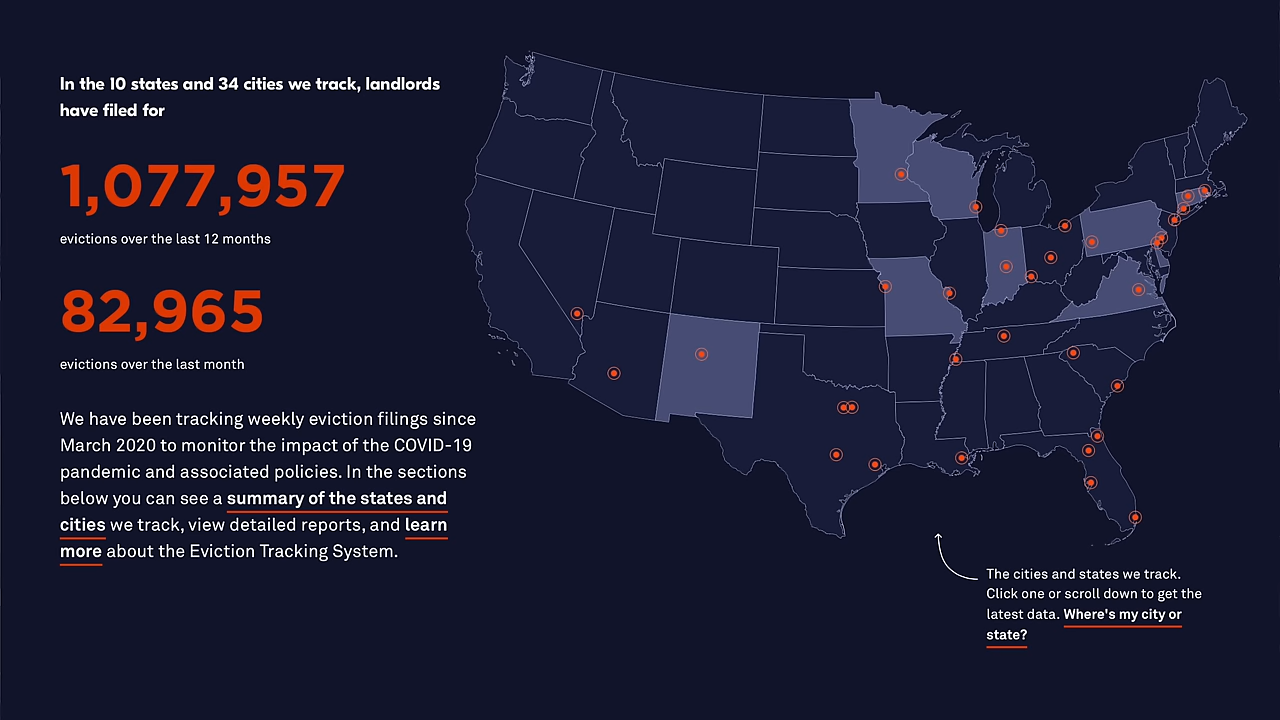 In the 10 states and 34 cities we track, landlords
have filed for
1,077,957
evictions over the last 12 months
82,965
evictions over the last month
We have been tracking weekly eviction filings since
March 2020 to monitor the impact of the COVID-19
pandemic and associated policies. In the sections
below you can see a summary of the states and
cities we track, view detailed reports, and learn
more about the Eviction Tracking System.
The cities and states we track.
Click one or scroll down to get the
latest data. Where's my city or
state?